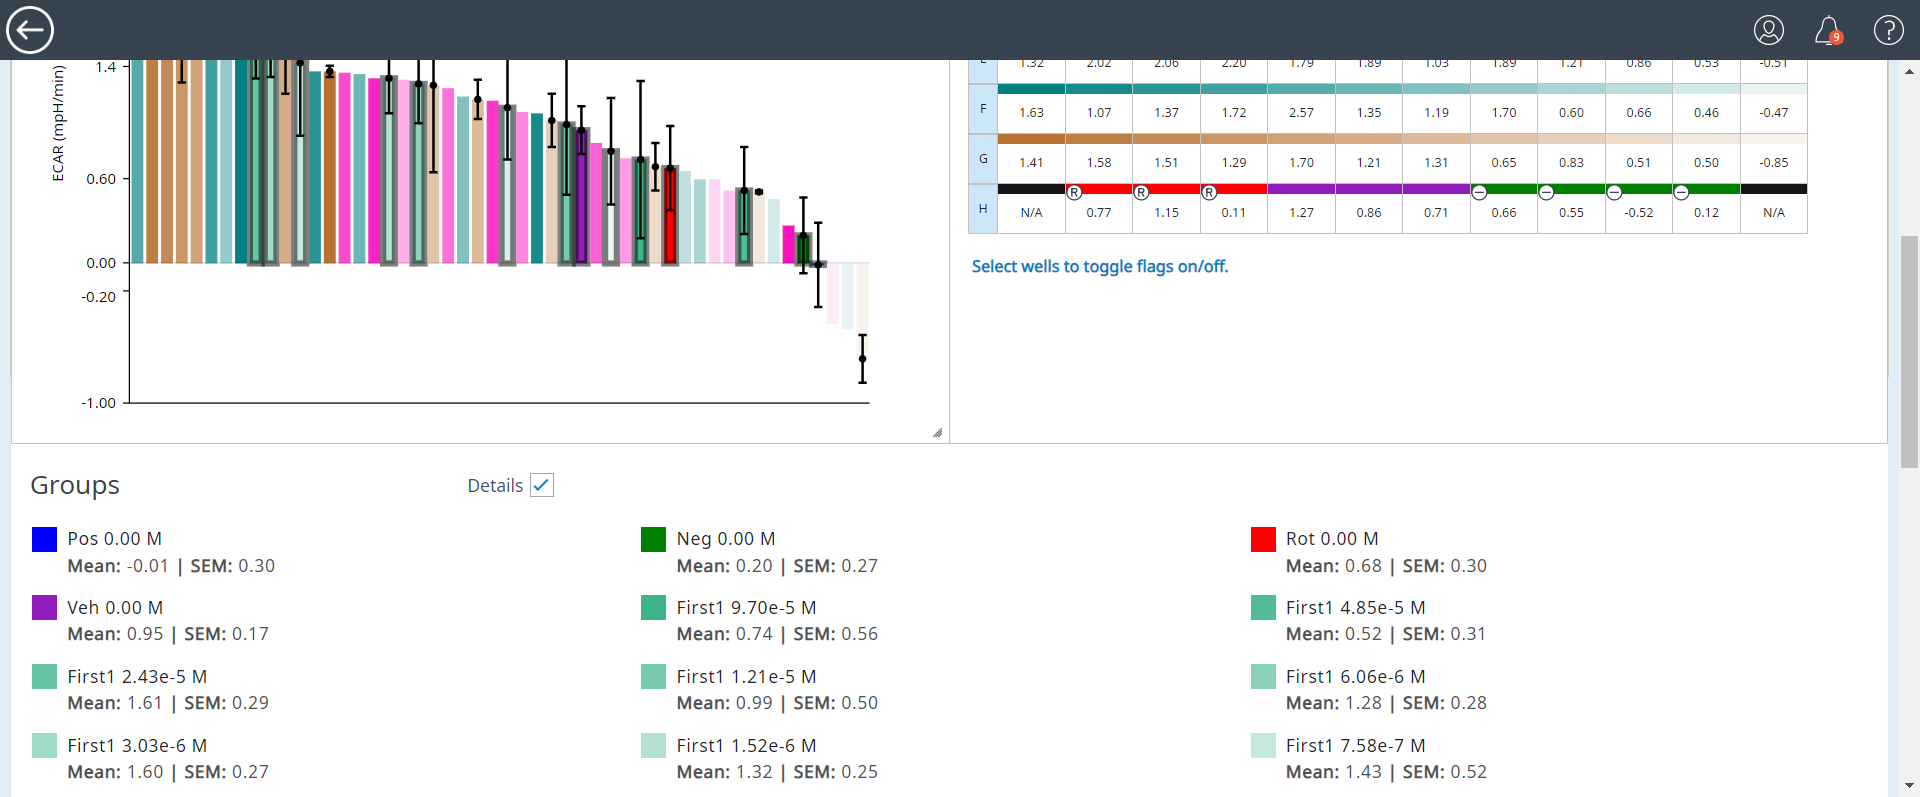 9
1.4
ECAR (mpH/min)
0.60
0.00
-0.20
-1.00
E 1.32 2.02 2.06 2.20 1.79 1.89 1.03 1.89 1.21 0.86 0.53 -0.51
F 1.63 1.07 1.37 1.72 2.57 1.35 1.19 1.70 0.60 0.66 0.46 -0.47
G 1.41 1.58 1.51 1.29 1.70 1.21 1.31 0.65 0.83 0.51 0.50 -0.85
R R R
H N/A 0.77 1.15 0.11 1.27 0.86 0.71 0.66 0.55 -0.52 0.12 N/A
Select wells to toggle flags on/off.
Groups Details
Pos 0.00 M
Mean: -0.01 | SEM: 0.30
Neg 0.00 M
Mean: 0.20 | SEM: 0.27
Rot 0.00 M
Mean: 0.68 | SEM: 0.30
Veh 0.00 M
Mean: 0.95 | SEM: 0.17
First1 9.70e-5 M
Mean: 0.74 | SEM: 0.56
First1 4.85e-5 M
Mean: 0.52 | SEM: 0.31
First1 2.43e-5 M
Mean: 1.61 | SEM: 0.29
First1 1.21e-5 M
Mean: 0.99 | SEM: 0.50
First1 6.06e-6 M
Mean: 1.28 | SEM: 0.28
First1 3.03e-6 M
Mean: 1.60 | SEM: 0.27
First1 1.52e-6 M
Mean: 1.32 | SEM: 0.25
First1 7.58e-7 M
Mean: 1.43 | SEM: 0.52